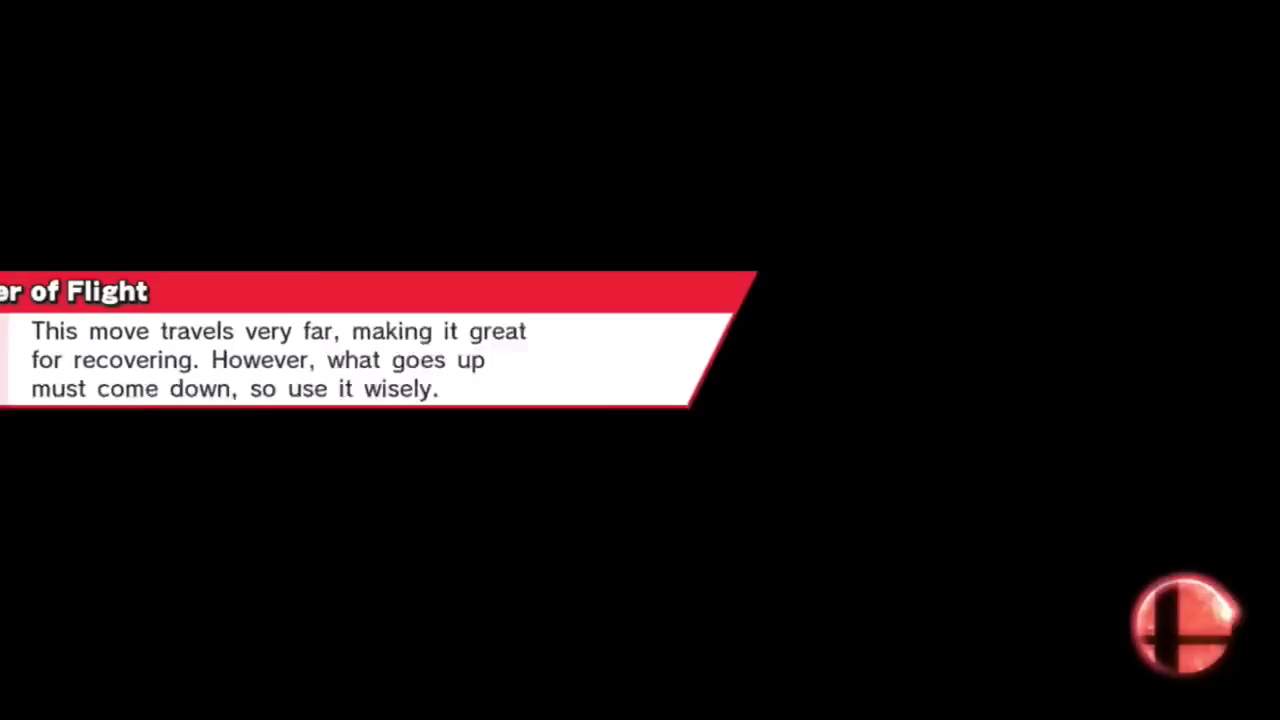 of Flight
This move travels very far, making it great
for recovering. However, what goes up
must come down, so use it wisely.